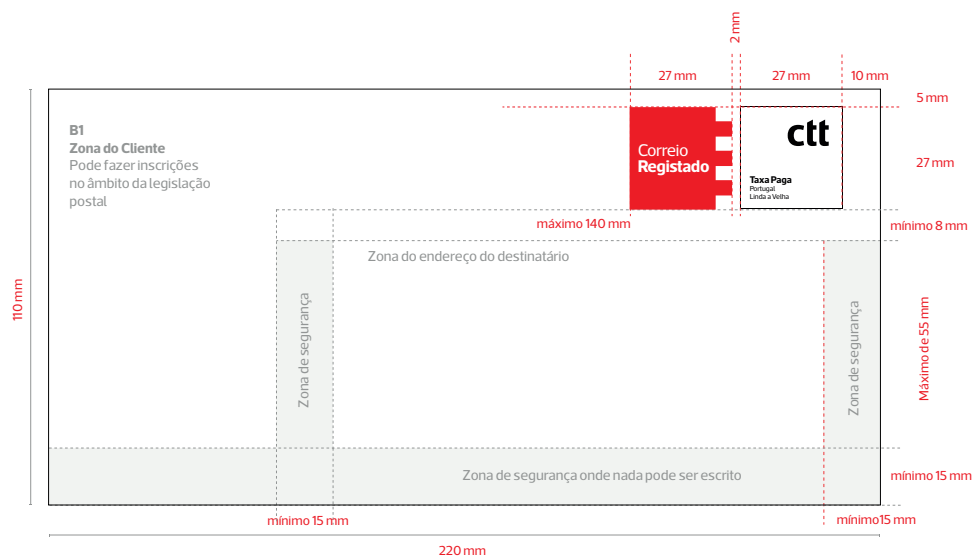 2 mm
27 mm
27 mm
10 mm
5 mm
B1
Zona do Cliente
Pode fazer inscrições
no âmbito da legislação
postal
Correio
Registado
ctt
Taxa Paga
Portugal
Linda a Velha
27 mm
máximo 140 mm
mínimo 8 mm
Zona do endereço do destinatário
110 mm
Zona de segurança
Zona de segurança
Máximo de 55 mm
Zona de segurança onde nada pode ser escrito
mínimo 15 mm
mínimo 15 mm
mínimo15 mm
220 mm